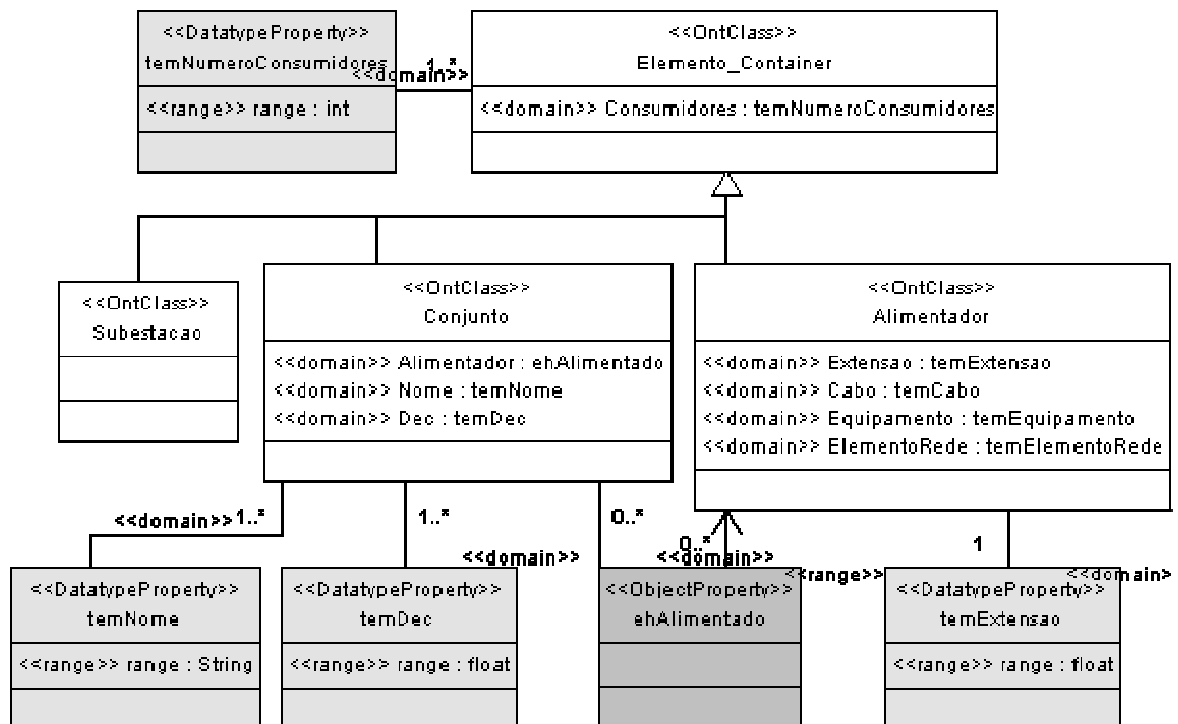 <<DatatypeProperty>>
temNumeroConsumidores
<<range>> range : int
1..*
<<domain>>
<<OntClass>>
Elemento_Container
<<domain>> Consumidores : temNumeroConsumidores
<<OntClass>>
Subestacao
<<OntClass>>
Conjunto
<<domain>> Alimentador : ehAlimentado
<<domain>> Nome : temNome
<<domain>> Dec : temDec
<<OntClass>>
Alimentador
<<domain>> Extensao : temExtensao
<<domain>> Cabo : temCabo
<<domain>> Equipamento : temEquipamento
<<domain>> ElementoRede : temElementoRede
<<domain>> 1..*
1..*
<<domain>>
0..*
0..*
<<domain>>
<<range>>
1
<<domain>
<<DatatypeProperty>>
temNome
<<range>> range : String
<<DatatypeProperty>>
temDec
<<range>> range : float
<<ObjectProperty>>
ehAlimentado
<<DatatypeProperty>>
temExtensao
<<range>> range : float